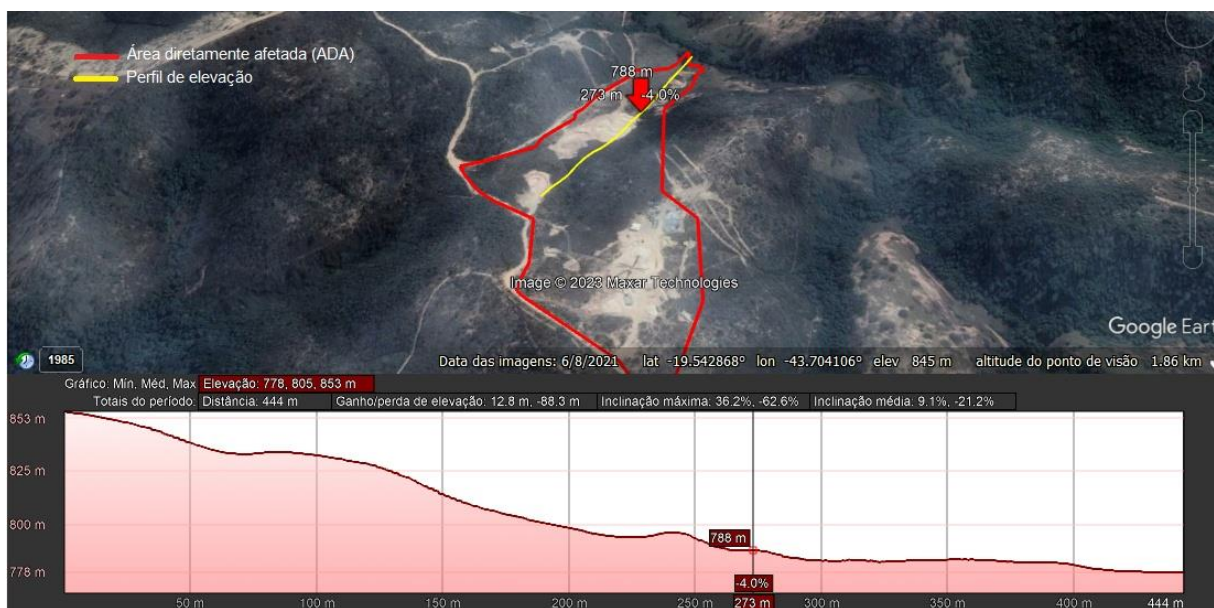 Área diretamente afetada (ADA)
Perfil de elevação
788 m
273 m -4.0%
Image © 2023 Maxar Technologies
Google Eart
1985
Data das imagens: 6/8/2021 lat -19.542868° lon -43.704106° elev 845 m altitude do ponto de visão 1.86 km
Gráfico: Mín, Méd, Max Elevação: 778, 805, 853 m
Totais do período: Distância: 444 m Ganho/perda de elevação: 12.8 m, -88.3 m Inclinação máxima: 36.2%, -62.6% Inclinação média: 9.1%, -21.2%
853 m
825 m
800 m
788 m
778 m
-4.0%
50 m 100 m 150 m 200 m 250 m 273 m 300 m 350 m 400 m 444 m